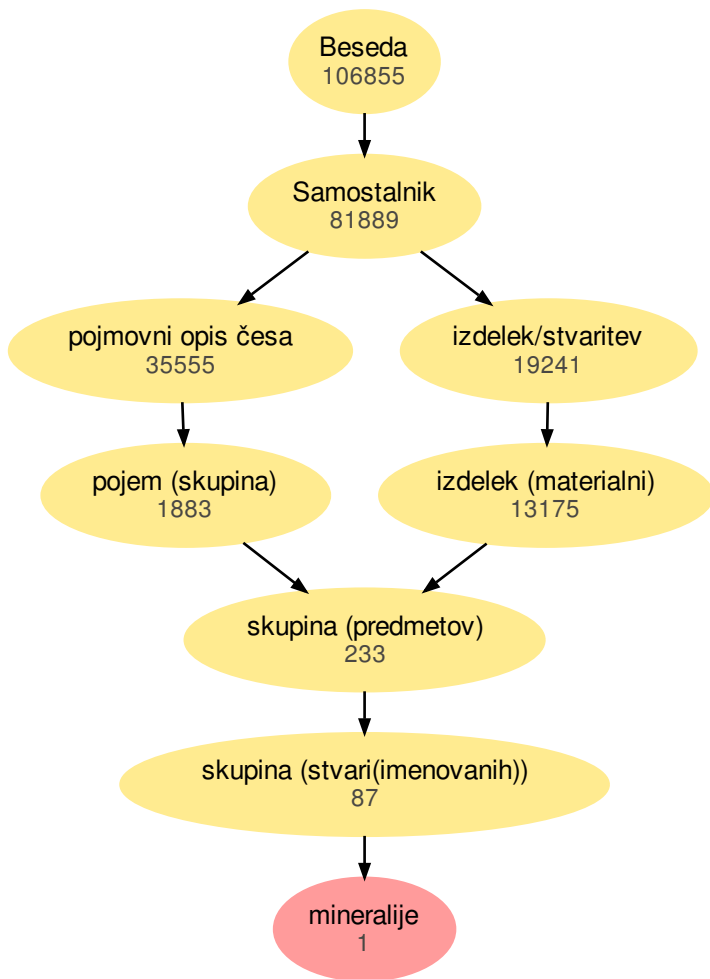 Beseda
106855
Samostalnik
81889
pojmovni opis česa
35555
izdelek/stvaritev
19241
pojem (skupina)
1883
izdelek (materialni)
13175
skupina (predmetov)
233
skupina (stvari(imenovanih))
87
mineralije
1